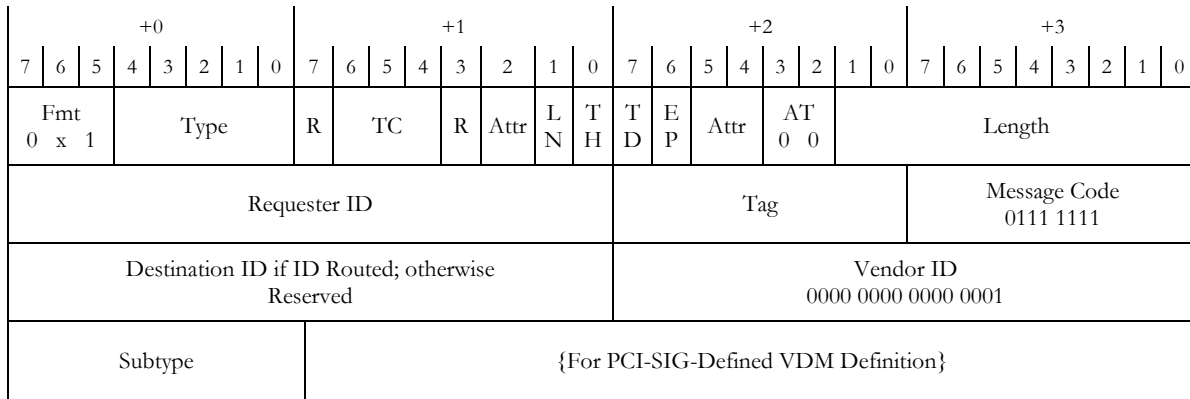 +0 +1 +2 +3
7 6 5 4 3 2 1 0 7 6 5 4 3 2 1 0 7 6 5 4 3 2 1 0 7 6 5 4 3 2 1 0
Fmt
0 x 1
Type
R
TC
R
Attr
L
N
T
H
T
D
E
P
Attr
AT
0 0
Length
Requester ID
Tag
Message Code
0111 1111
Destination ID if ID Routed; otherwise
Reserved
Vendor ID
0000 0000 0000 0001
Subtype
{For PCI-SIG-Defined VDM Definition}